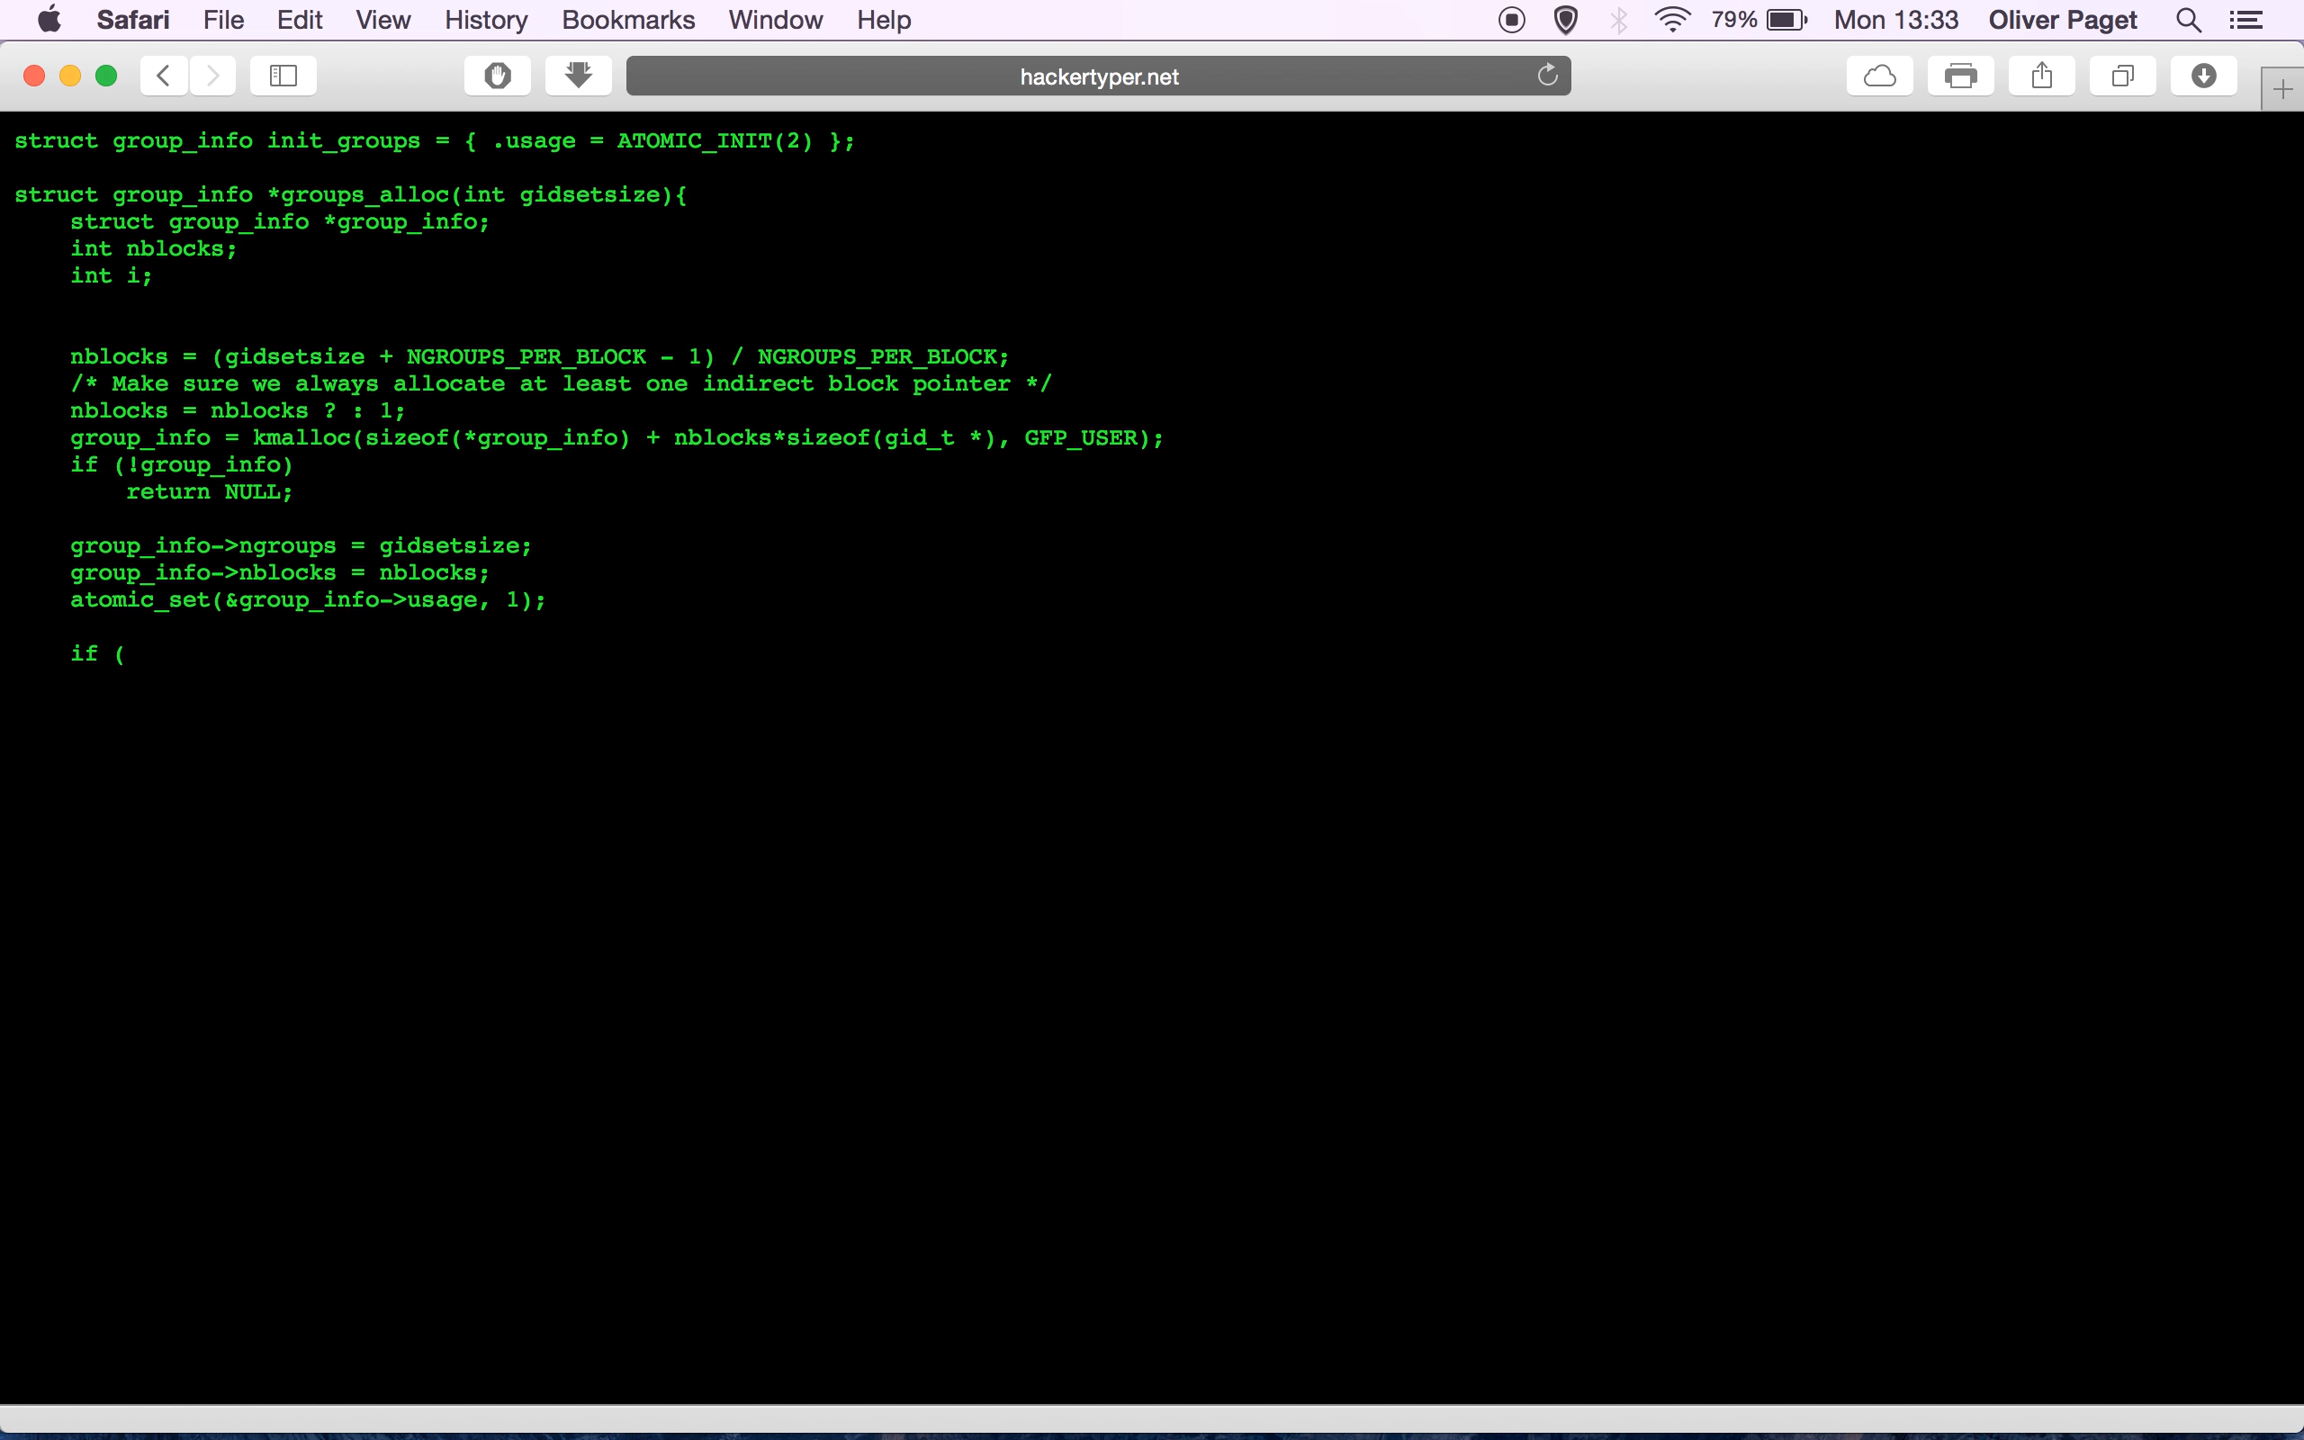 Safari File Edit View History Bookmarks Window Help 79% Mon 13:33 Oliver Paget
hackertyper.net
struct group_info init_groups = { .usage = ATOMIC_INIT(2) };
struct group_info *groups_alloc(int gidsetsize){
struct group_info *group_info;
int nblocks;
int i;
nblocks = (gidsetsize + NGROUPS_PER_BLOCK - 1) / NGROUPS_PER_BLOCK;
/* Make sure we always allocate at least one indirect block pointer */
nblocks = nblocks ? : 1;
group_info = kmalloc(sizeof(*group_info) + nblocks*sizeof(gid_t *), GFP_USER);
if (!group_info)
return NULL;
group_info->ngroups = gidsetsize;
group_info->nblocks = nblocks;
atomic_set(&group_info->usage, 1);
if (